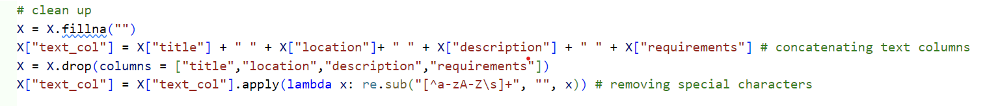 # clean up
X = X.fillna("")
X["text_col"] = X["title"] + " " + X["location"]+ " " + X["description"] + " " + X["requirements"] # concatenating text columns
X = X.drop(columns = ["title","location","description","requirements"])
X["text_col"] = X["text_col"].apply(lambda x: re.sub("[^a-zA-Z\s]+", "", x)) # removing special characters